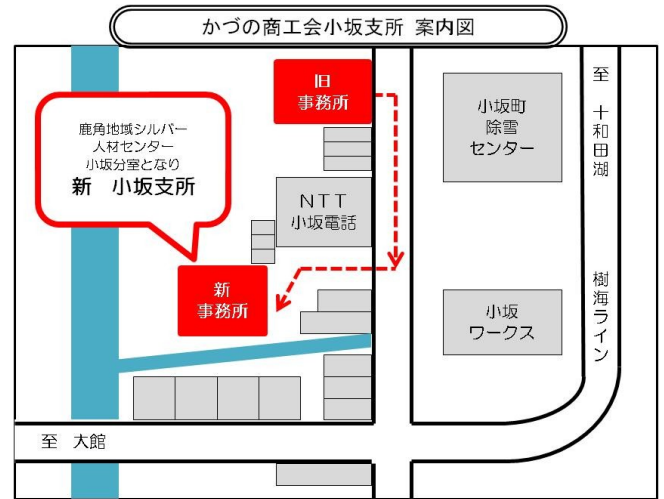 かづの商工会小坂支所 案内図
旧
事務所
鹿角地域シルバー
人材センター
小坂分室となり
新 小坂支所
NTT
小坂電話
新
事務所
小坂町
除雪
センター
小坂
ワークス
至 十和田湖
樹海ライン
至 大館